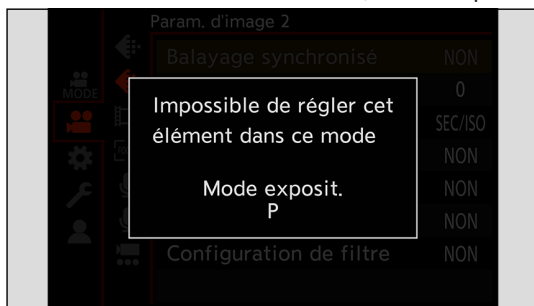 Param. d'image 2
Balayage synchronisé NON
MODE
0
SEC/ISO
NON
NON
NON
Configuration de filtre NON
Impossible de régler cet
élément dans ce mode
Mode exposit.
P